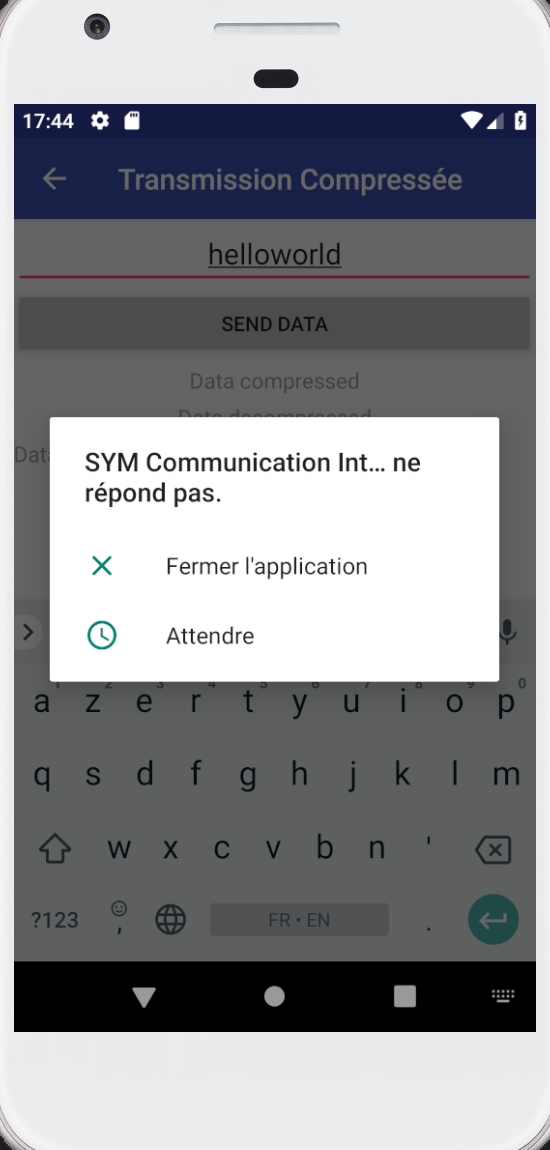 17:44
Transmission Compressée
helloworld
SEND DATA
Data compressed
Data decompressed
Data
SYM Communication Int... ne
répond pas.
Fermer l'application
Attendre
1 2 3 4 5 6 7 8 9 0
a z e r t y u i o p
q s d f g h j k l m
w x c v b n '
?123 , FR • EN .